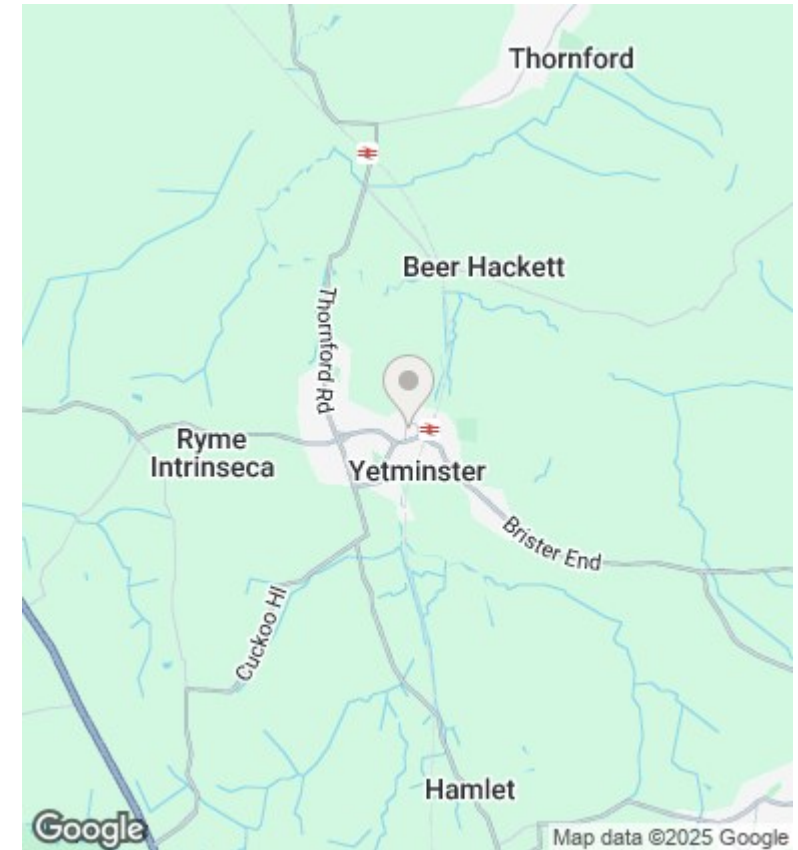 Thornford
Beer Hackett
Thornford Rd
Ryme
Intrinseca
Yetminster
Brister End
Cuckoo Hl
Hamlet
Google
Map data ©2025 Google